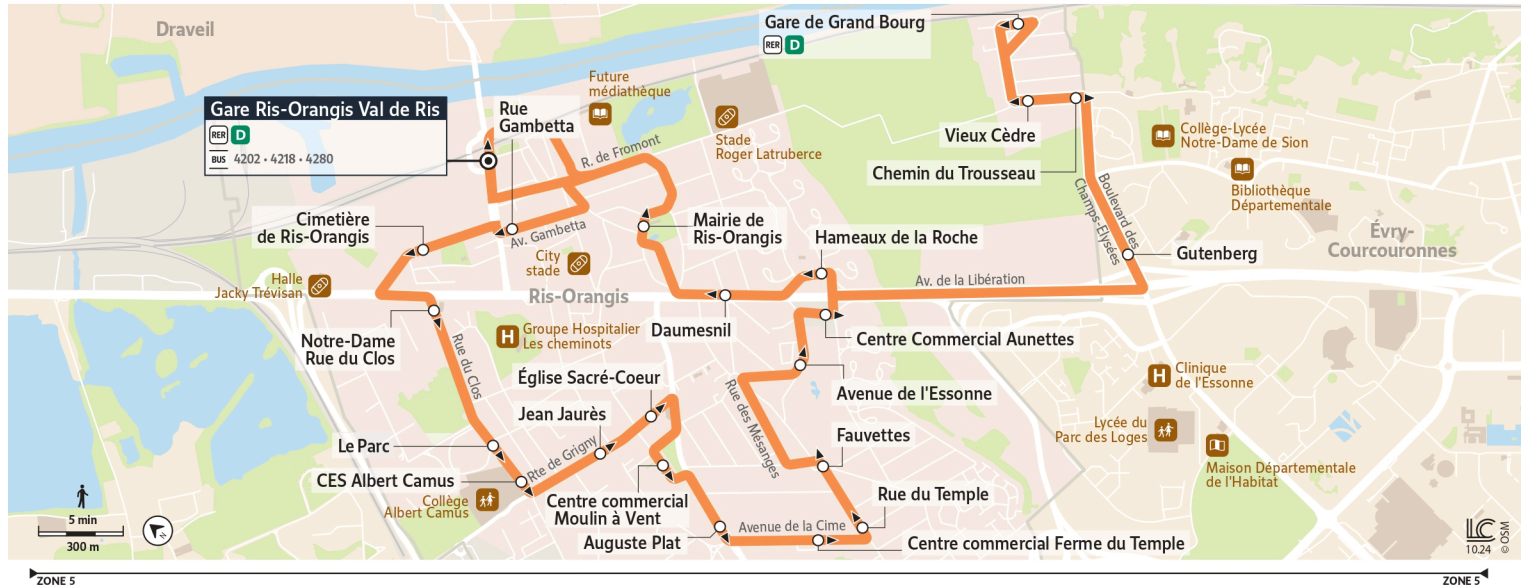 Draveil
Gare de Grand Bourg
RER D
Gare Ris-Orangis Val de Ris
RER D
BUS 4202 • 4218 • 4280
Rue
Gambetta
Future
médiathèque
R. de Fromont
Stade
Roger Latruberce
Vieux Cèdre
Chemin du Trousseau
Collège-Lycée
Notre-Dame de Sion
Bibliothèque
Départementale
Boulevard des
Champs-Elysées
Évry-
Courcouronnes
Gutenberg
Cimetière
de Ris-Orangis
Av. Gambetta
City
stade
Mairie de
Ris-Orangis
Hameaux de la Roche
Av. de la Libération
Halle
Jacky Trévisan
Ris-Orangis
Notre-Dame
Rue du Clos
Rue du Clos
H
Groupe Hospitalier
Les cheminots
Daumesnil
Centre Commercial Aunettes
Église Sacré-Coeur
Avenue de l'Essonne
Rue des Mésanges
H
Clinique
de l'Essonne
Jean Jaurès
Le Parc
Rte de Grigny
Fauvettes
Lycée du
Parc des Loges
Maison Départementale
de l'Habitat
CES Albert Camus
Collège
Albert Camus
Centre commercial
Moulin à Vent
Rue du Temple
Auguste Plat
Avenue de la Cime
Centre commercial Ferme du Temple
5 min
300 m
N
LC
10.24
© OSM
ZONE 5
ZONE 5